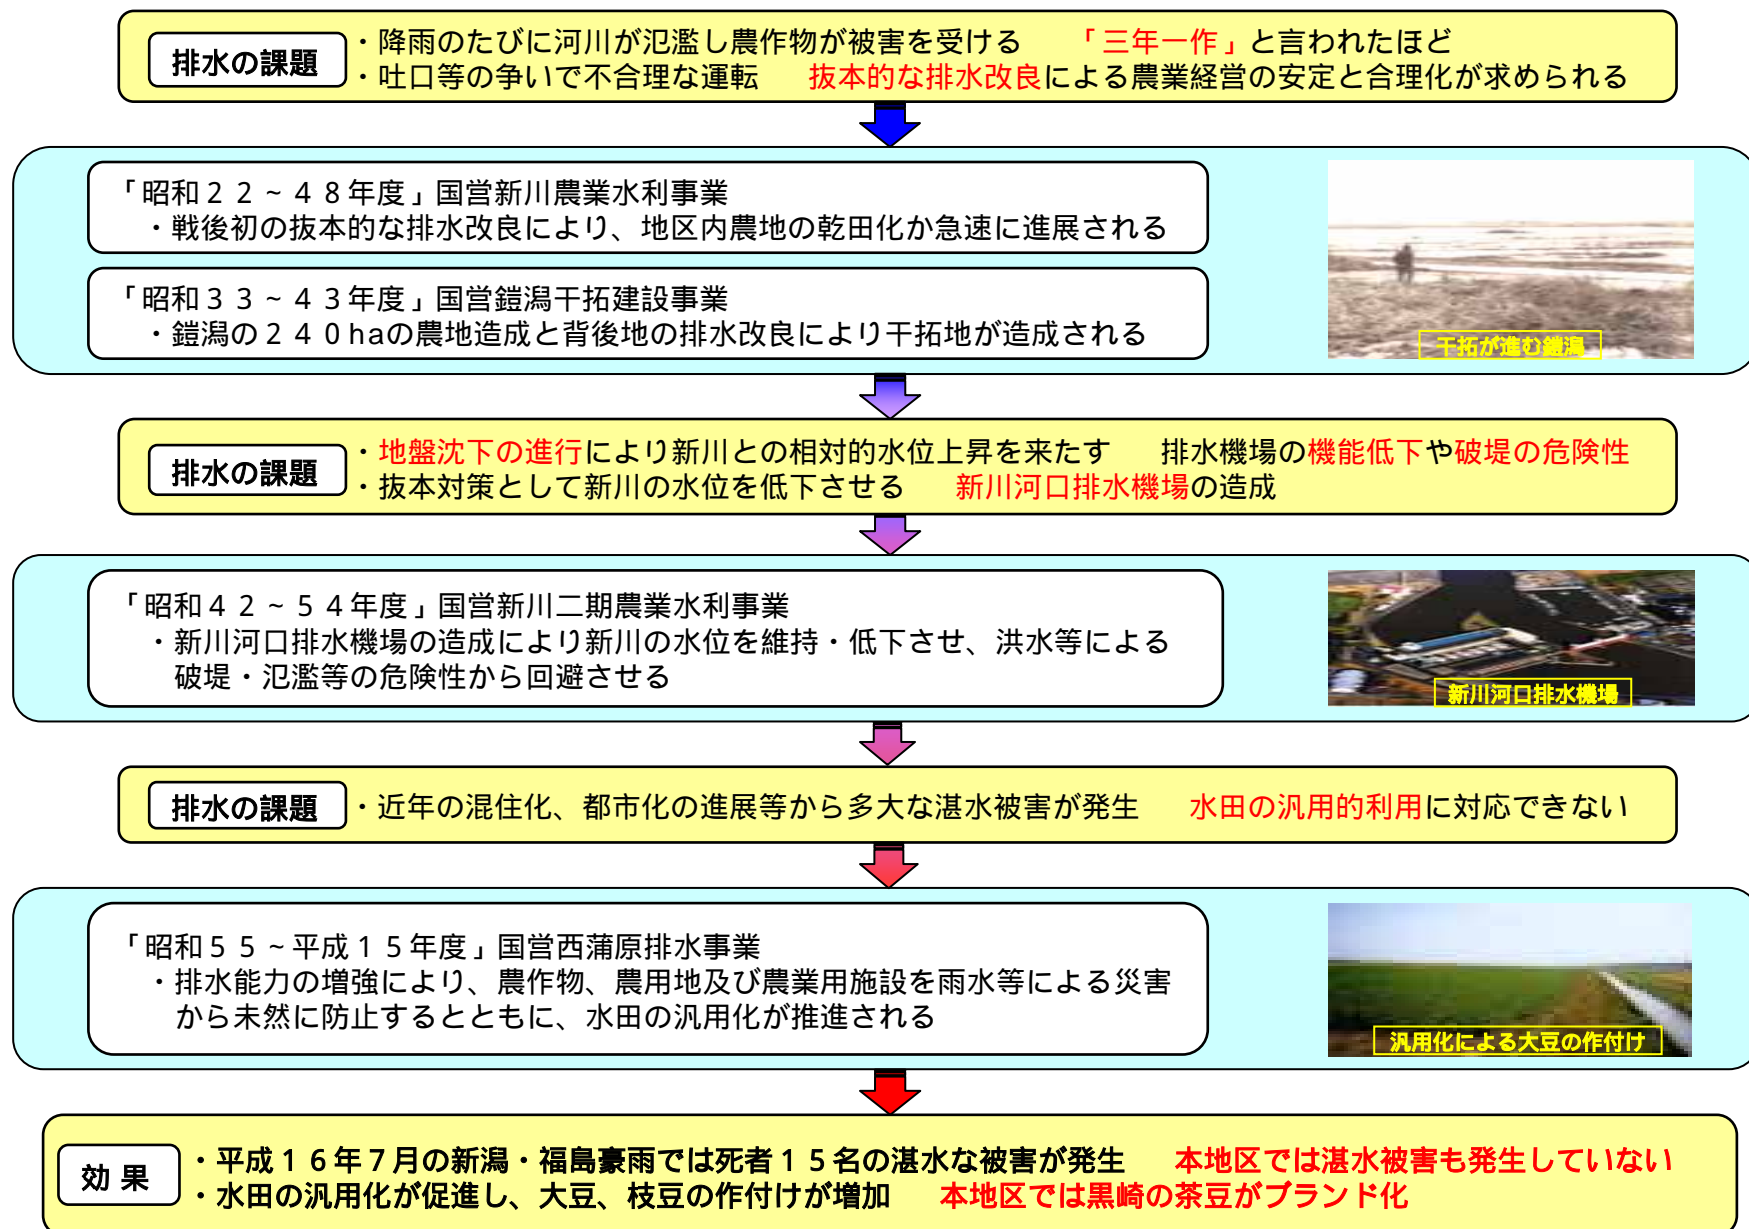 排水の課題
・降雨のたびに河川が氾濫し農作物が被害を受ける　「三年一作」と言われたほど
・吐口等の争いで不合理な運転　抜本的な排水改良による農業経営の安定と合理化が求められる
「昭和２２～４８年度」国営新川農業水利事業
・戦後初の抜本的な排水改良により、地区内農地の乾田化か急速に進展される
「昭和３３～４３年度」国営鎧潟干拓建設事業
・鎧潟の２４０haの農地造成と背後地の排水改良により干拓地が造成される
干拓が進む鎧潟
排水の課題
・地盤沈下の進行により新川との相対的水位上昇を来たす　排水機場の機能低下や破堤の危険性
・抜本対策として新川の水位を低下させる　新川河口排水機場の造成
「昭和４２～５４年度」国営新川二期農業水利事業
・新川河口排水機場の造成により新川の水位を維持・低下させ、洪水等による
破堤・氾濫等の危険性から回避させる
新川河口排水機場
排水の課題
・近年の混住化、都市化の進展等から多大な湛水被害が発生　水田の汎用的利用に対応できない
「昭和５５～平成１５年度」国営西蒲原排水事業
・排水能力の増強により、農作物、農用地及び農業用施設を雨水等による災害
から未然に防止するとともに、水田の汎用化が推進される
汎用化による大豆の作付け
効果
・平成１６年７月の新潟・福島豪雨では死者１５名の湛水な被害が発生　本地区では湛水被害も発生していない
・水田の汎用化が促進し、大豆、枝豆の作付けが増加　本地区では黒崎の茶豆がブランド化